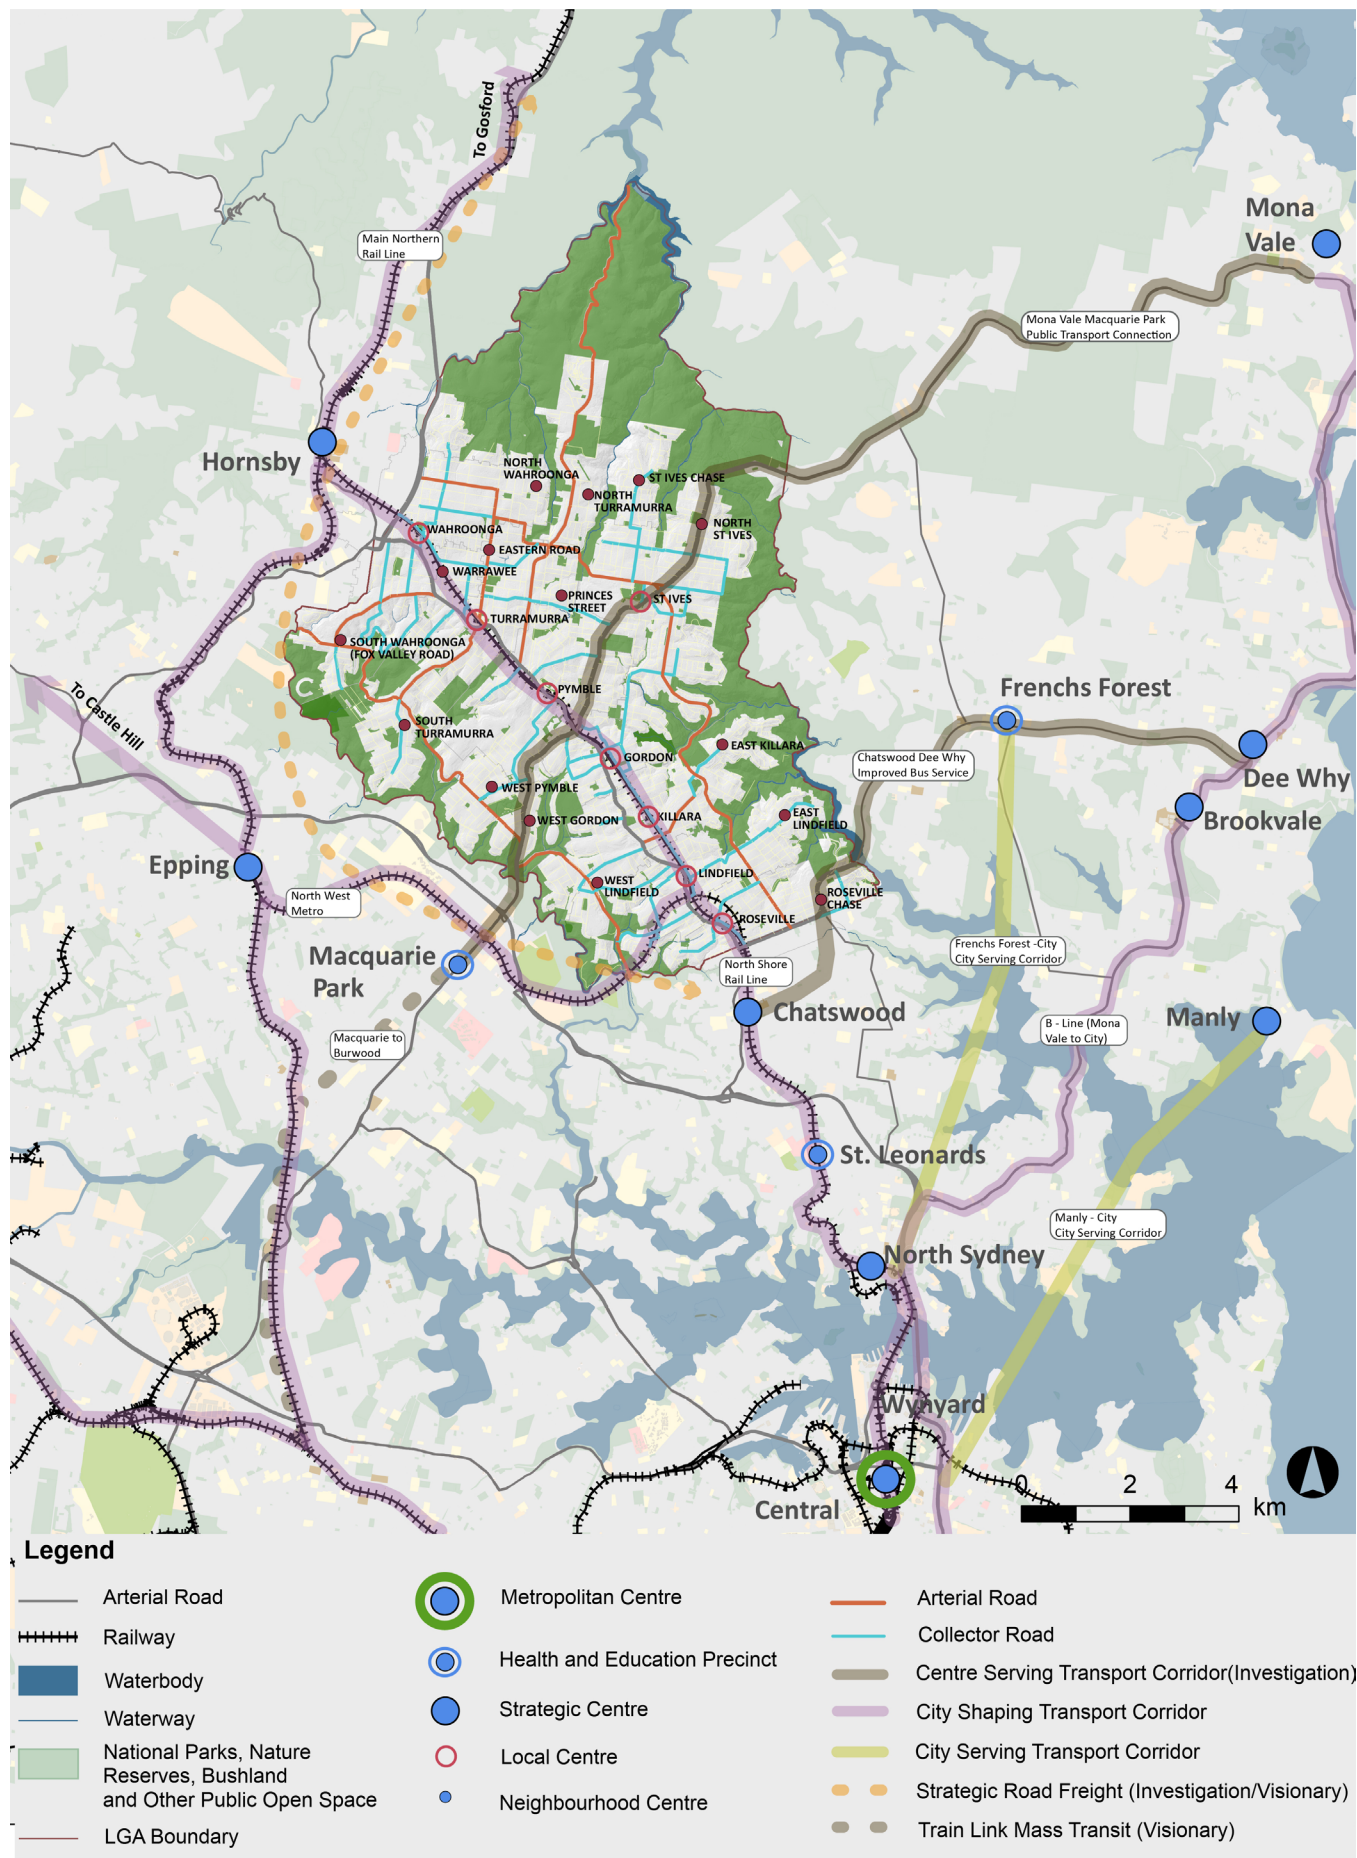 To Gosford
Mona
Vale
Main Northern
Rail Line
Mona Vale Macquarie Park
Public Transport Connection
Hornsby
NORTH
WAHROONGA
ST IVES CHASE
NORTH
TURRAMURRA
NORTH
ST IVES
WAHROONGA
EASTERN ROAD
WARRAWEE
PRINCES
STREET
ST IVES
TURRAMURRA
SOUTH WAHROONGA
(FOX VALLEY ROAD)
To Castle Hill
PYMBLE
Frenchs Forest
SOUTH
TURRAMURRA
EAST KILLARA
GORDON
Chatswood Dee Why
Improved Bus Service
Dee Why
WEST PYMBLE
Brookvale
WEST GORDON
KILLARA
EAST
LINDFIELD
Epping
LINDFIELD
WEST
LINDFIELD
ROSEVILLE
CHASE
North West
Metro
ROSEVILLE
Macquarie
Park
Frenchs Forest -City
City Serving Corridor
North Shore
Rail Line
Chatswood
Manly
B - Line (Mona
Vale to City)
Macquarie to
Burwood
St. Leonards
Manly - City
City Serving Corridor
North Sydney
Wynyard
Central
0 2 4
km
Legend
Arterial Road
Railway
Waterbody
Waterway
National Parks, Nature
Reserves, Bushland
and Other Public Open Space
LGA Boundary
Metropolitan Centre
Health and Education Precinct
Strategic Centre
Local Centre
Neighbourhood Centre
Arterial Road
Collector Road
Centre Serving Transport Corridor(Investigation)
City Shaping Transport Corridor
City Serving Transport Corridor
Strategic Road Freight (Investigation/Visionary)
Train Link Mass Transit (Visionary)